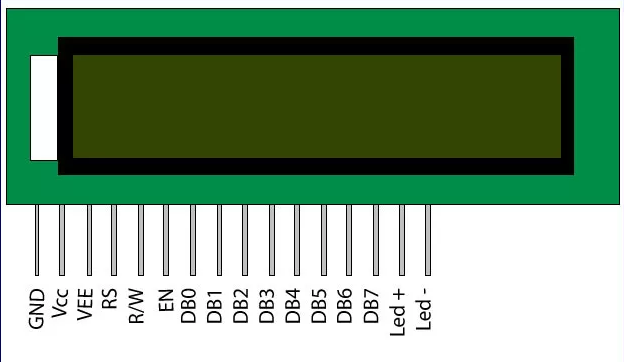 GND
Vcc
VEE
RS
R/W
EN
DB0
DB1
DB2
DB3
DB4
DB5
DB6
DB7
Led +
Led -